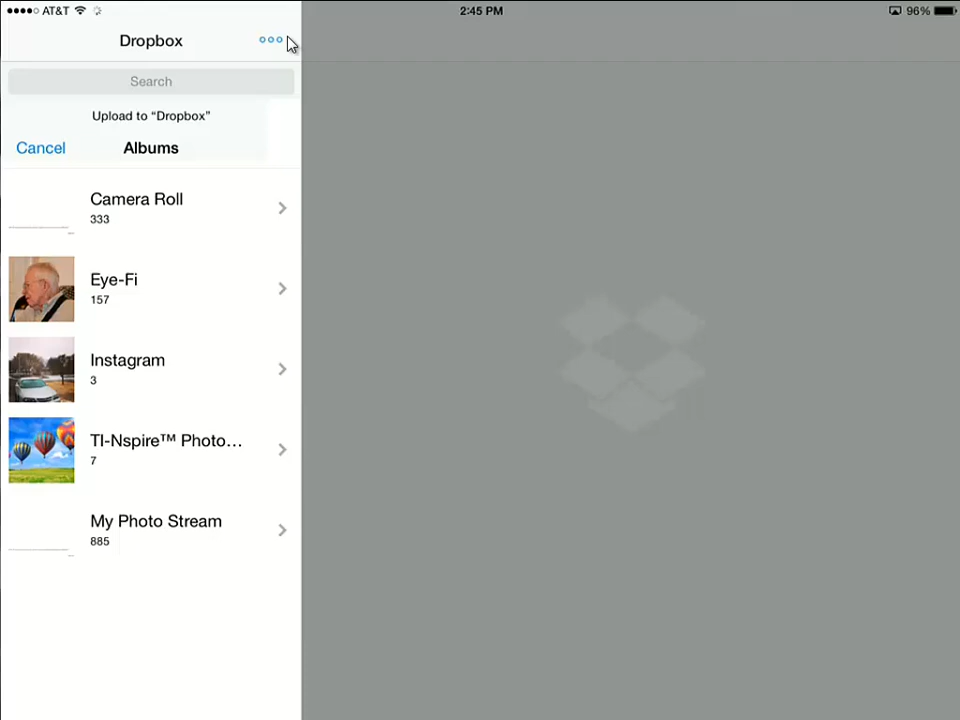 AT&T
2:45 PM
96%
Dropbox
Search
Upload to “Dropbox”
Cancel
Albums
Camera Roll
333
Eye-Fi
157
Instagram
3
TI-Nspire™ Photo...
7
My Photo Stream
885